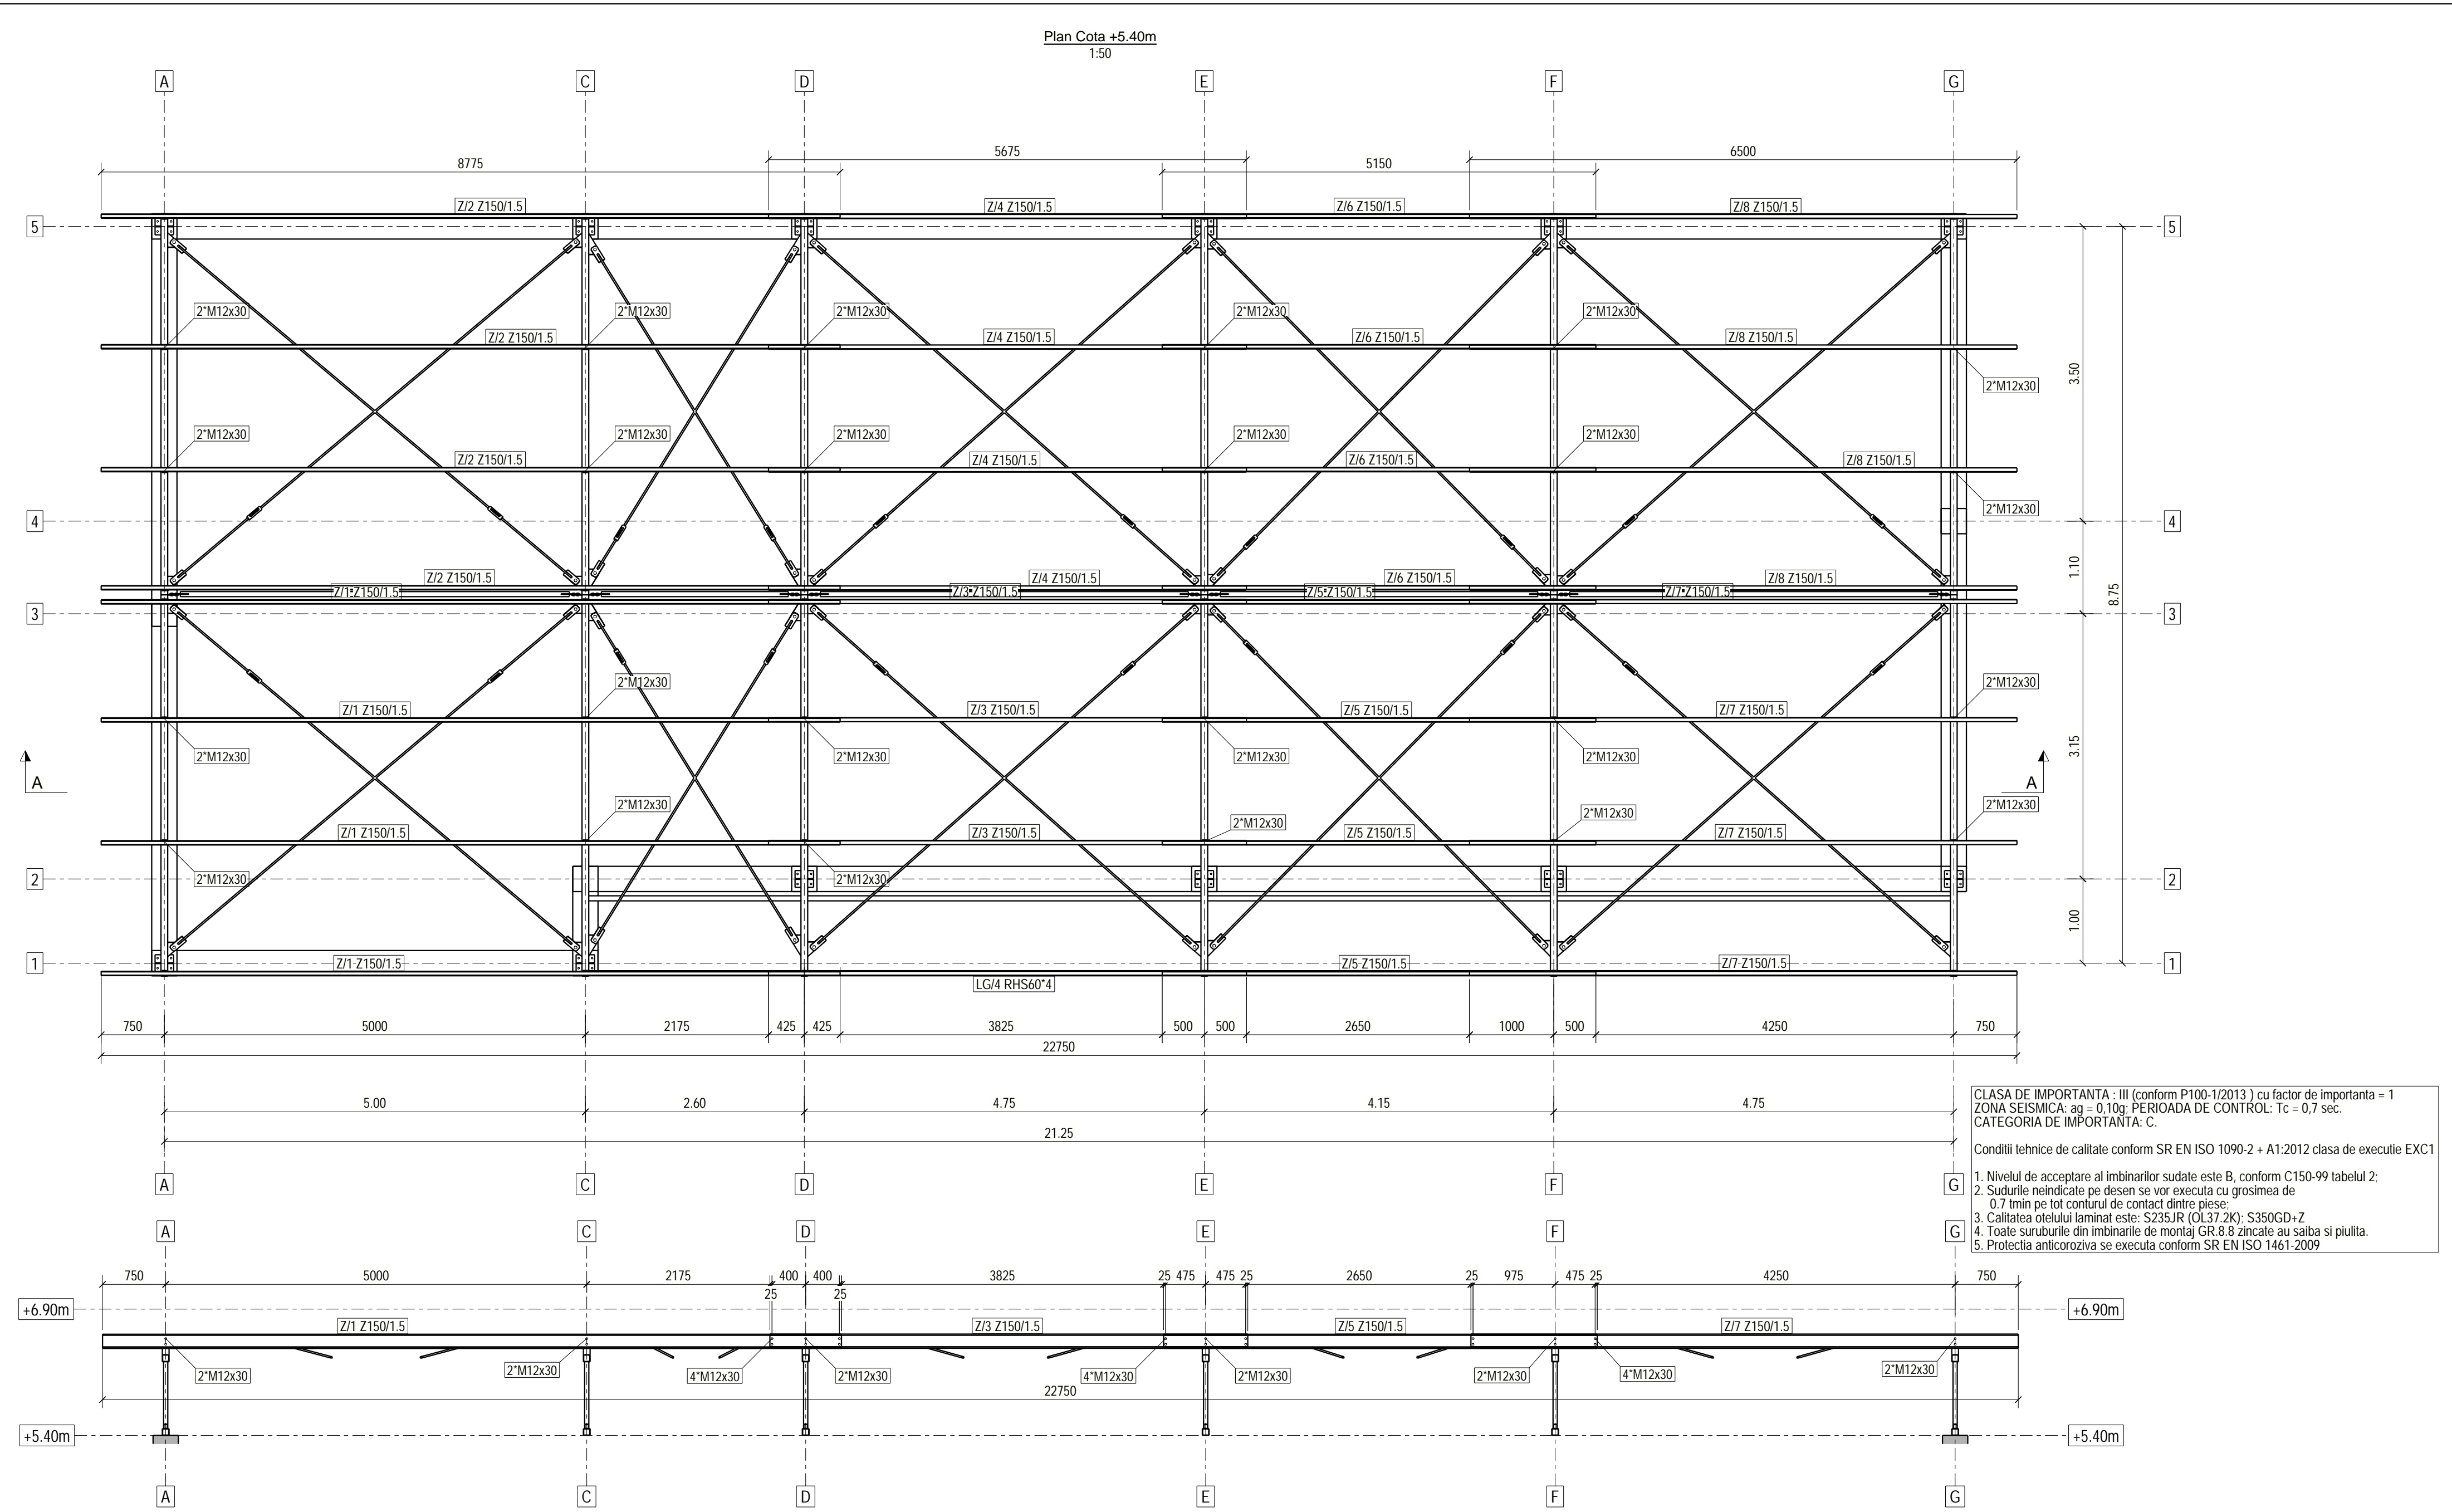 Plan Cota +5.40m
1:50
A C D E F G
5675
8775 5150 6500
Z/2 Z150/1.5 Z/4 Z150/1.5 Z/6 Z150/1.5 Z/8 Z150/1.5
5 5
2*M12x30 2*M12x30 2*M12x30 2*M12x30 2*M12x30
Z/2 Z150/1.5 Z/4 Z150/1.5 Z/6 Z150/1.5 Z/8 Z150/1.5
3.50
2*M12x30
2*M12x30 2*M12x30 2*M12x30 2*M12x30 2*M12x30
Z/2 Z150/1.5 Z/4 Z150/1.5 Z/6 Z150/1.5 Z/8 Z150/1.5
2*M12x30
4 4
1.10
Z/2 Z150/1.5 Z/4 Z150/1.5 Z/6 Z150/1.5 Z/8 Z150/1.5
Z/1 Z150/1.5 Z/3 Z150/1.5 Z/5 Z150/1.5 Z/7 Z150/1.5
8.75
3 3
2*M12x30 2*M12x30
Z/1 Z150/1.5 Z/3 Z150/1.5 Z/5 Z150/1.5 Z/7 Z150/1.5
3.15
2*M12x30 2*M12x30 2*M12x30 2*M12x30
A A
2*M12x30 2*M12x30 2*M12x30 2*M12x30
Z/1 Z150/1.5 Z/3 Z150/1.5 Z/5 Z150/1.5 Z/7 Z150/1.5
2 2*M12x30 2*M12x30 2
1.00
1 Z/1 Z150/1.5 Z/5 Z150/1.5 Z/7 Z150/1.5 1
LG/4 RHS60*4
750 5000 2175 425 425 3825 500 500 2650 1000 500 4250 750
22750
5.00 2.60 4.75 4.15 4.75
21.25
A C D E F G
CLASA DE IMPORTANTA : III (conform P100-1/2013 ) cu factor de importanta = 1
ZONA SEISMICA: ag = 0,10g; PERIOADA DE CONTROL: Tc = 0,7 sec.
CATEGORIA DE IMPORTANTA: C.
Conditii tehnice de calitate conform SR EN ISO 1090-2 + A1:2012 clasa de executie EXC1
1. Nivelul de acceptare al imbinarilor sudate este B, conform C150-99 tabelul 2;
2. Sudurile neindicate pe desen se vor executa cu grosimea de
0.7 tmin pe tot conturul de contact dintre piese;
3. Calitatea otelului laminat este: S235JR (OL37.2K); S350GD+Z
4. Toate suruburile din imbinarile de montaj GR.8.8 zincate au saiba si piulita.
5. Protectia anticoroziva se executa conform SR EN ISO 1461-2009
A C D E F G
750 5000 2175 400 400 3825 25 475 475 25 2650 25 975 475 25 4250 750
25 25
+6.90m +6.90m
Z/1 Z150/1.5 Z/3 Z150/1.5 Z/5 Z150/1.5 Z/7 Z150/1.5
2*M12x30 2*M12x30 4*M12x30 2*M12x30 4*M12x30 2*M12x30 2*M12x30 4*M12x30 2*M12x30
22750
+5.40m +5.40m
A C D E F G